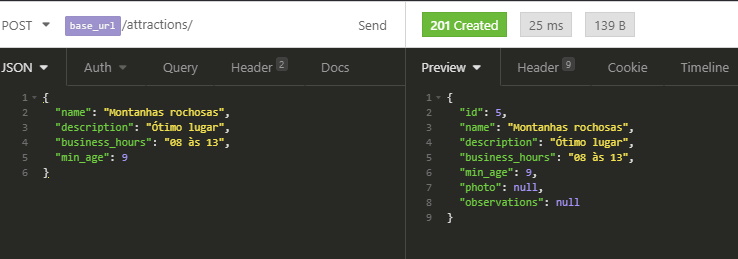 POST base_url /attractions/ Send 201 Created 25 ms 139 B
JSON Auth Query Header 2 Docs Preview Header 9 Cookie Timeline
1 {
2 "name": "Montanhas rochosas",
3 "description": "Ótimo lugar",
4 "business_hours": "08 às 13",
5 "min_age": 9
6 }
1 {
2 "id": 5,
3 "name": "Montanhas rochosas",
4 "description": "Ótimo lugar",
5 "business_hours": "08 às 13",
6 "min_age": 9,
7 "photo": null,
8 "observations": null
9 }